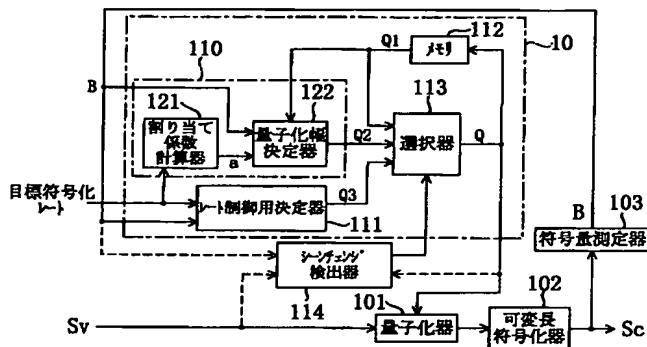 112
メモリ
10
Q1
110
113
B
121
122
割り当て
係数
計算器
a
量子化幅
決定器
Q2
選択器
Q
目標符号化
レート
レート制御用決定器
Q3
111
B
103
符号量測定器
シーンチェンジ
検出器
114
101
102
Sv
量子化器
可変長
符号化器
Sc